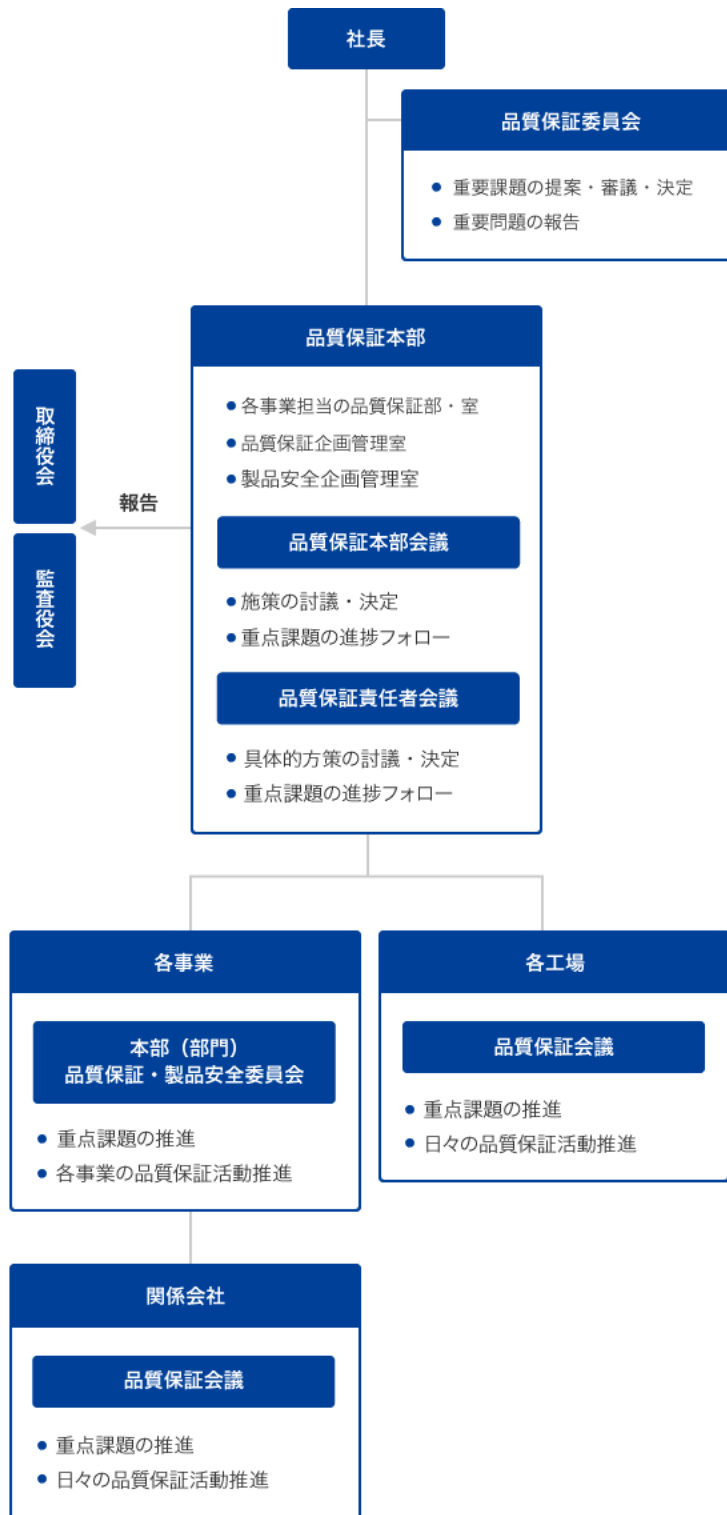 社長
品質保証委員会
重要課題の提案・審議・決定
重要問題の報告
品質保証本部
各事業担当の品質保証部・室
品質保証企画管理室
製品安全企画管理室
取締役会
報告
監査役会
品質保証本部会議
施策の討議・決定
重点課題の進捗フォロー
品質保証責任者会議
具体的方策の討議・決定
重点課題の進捗フォロー
各事業
本部（部門）
品質保証・製品安全委員会
重点課題の推進
各事業の品質保証活動推進
各工場
品質保証会議
重点課題の推進
日々の品質保証活動推進
関係会社
品質保証会議
重点課題の推進
日々の品質保証活動推進